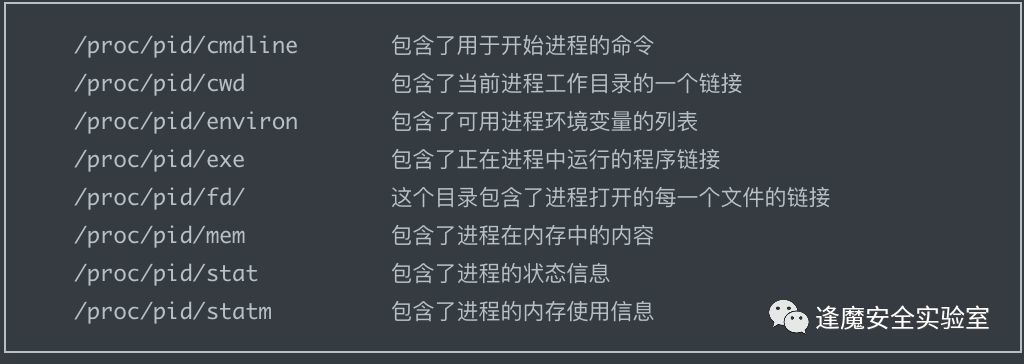 /proc/pid/cmdline 包含了用于开始进程的命令
/proc/pid/cwd 包含了当前进程工作目录的一个链接
/proc/pid/environ 包含了可用进程环境变量的列表
/proc/pid/exe 包含了正在进程中运行的程序链接
/proc/pid/fd/ 这个目录包含了进程打开的每一个文件的链接
/proc/pid/mem 包含了进程在内存中的内容
/proc/pid/stat 包含了进程的状态信息
/proc/pid/statm 包含了进程的内存使用信息
逢魔安全实验室